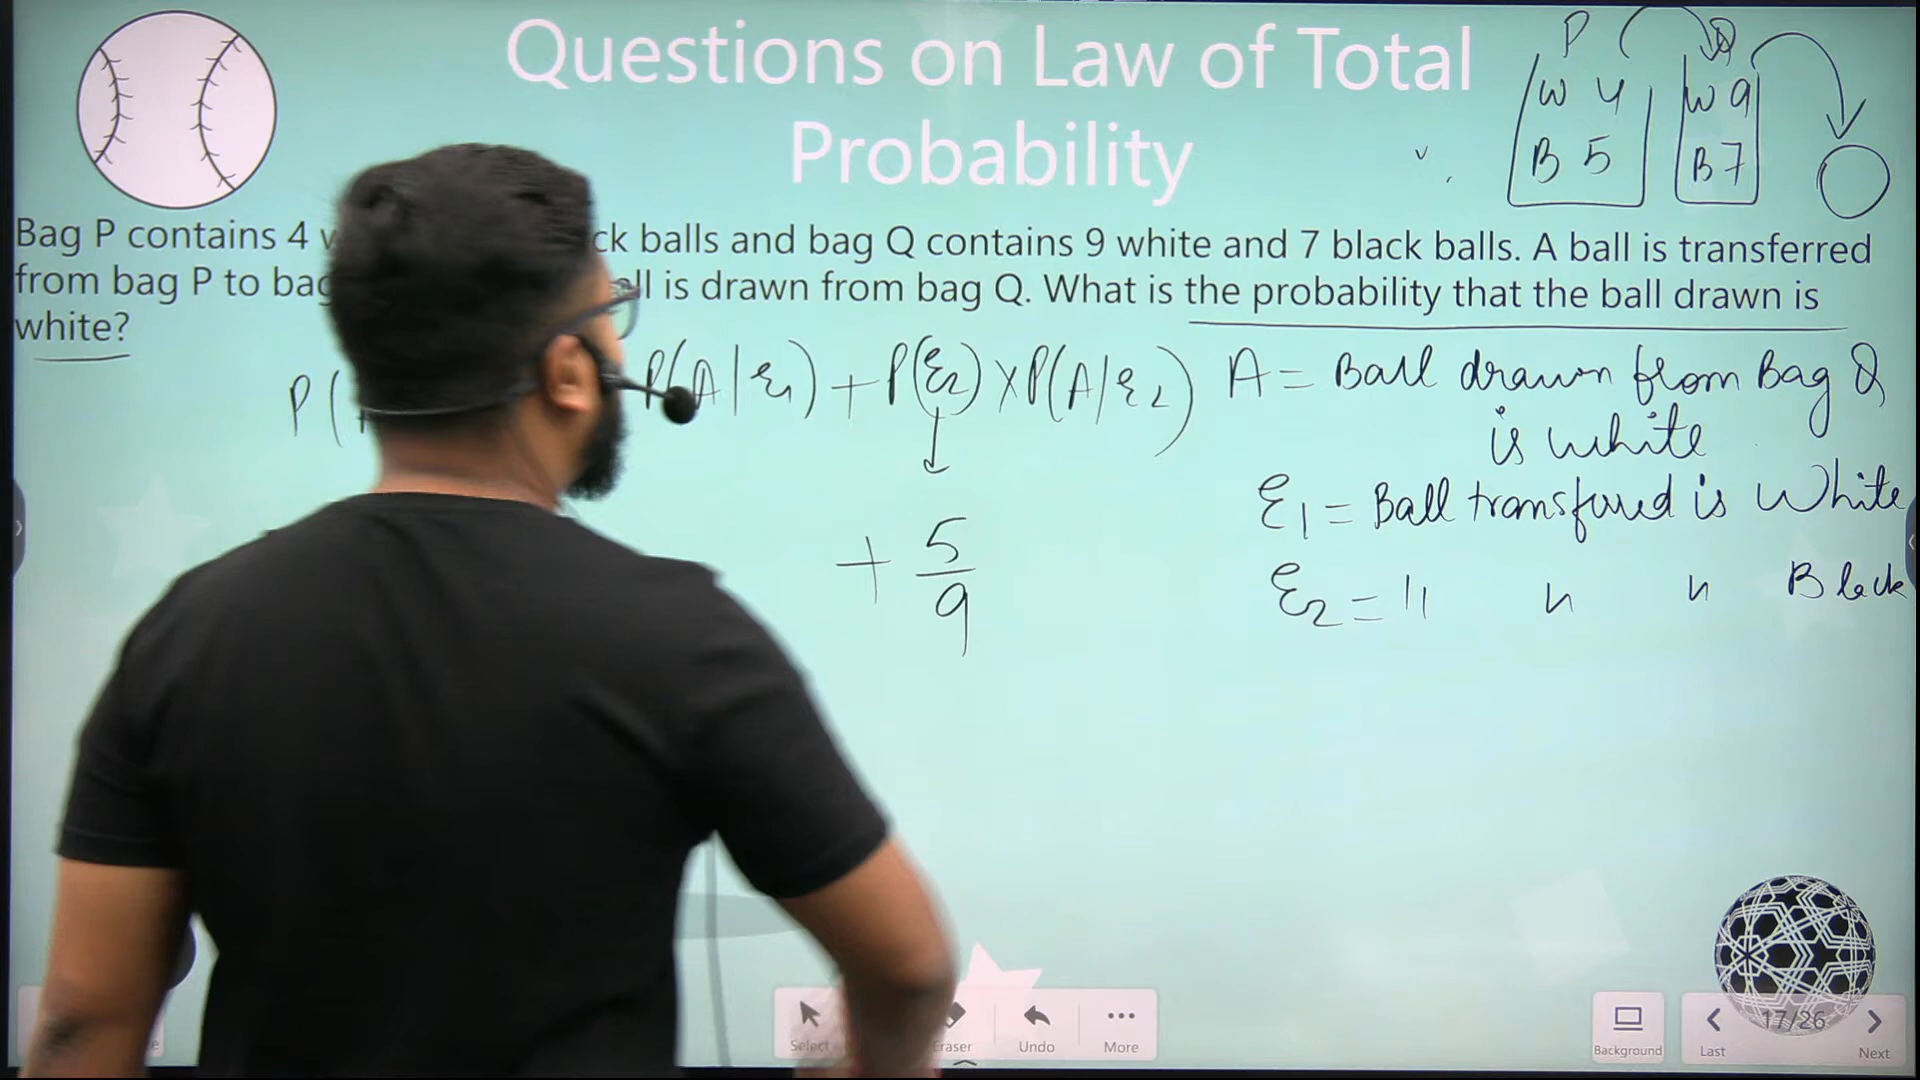 Questions on Law of Total
Probability
P Q
W 4 W 9
B 5 B 7
Bag P contains 4 ck balls and bag Q contains 9 white and 7 black balls. A ball is transferred
from bag P to bag ll is drawn from bag Q. What is the probability that the ball drawn is
white?
P( P(A|E1) + P(E2) × P(A|E2)
+ 5/9
A = Ball drawn from Bag Q
is white
E1 = Ball transfured is White
E2 = 11 " " Black
Select
Eraser
Undo
More
Background
Last
17/26
Next